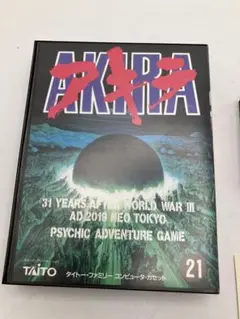 AKIRA
アキラ
31 YEARS AFTER WORLD WAR III
AD 2019 NEO TOKYO
PSYCHIC ADVENTURE GAME
TAITO
タイトー・ファミリー コンピュータ・カセット
21